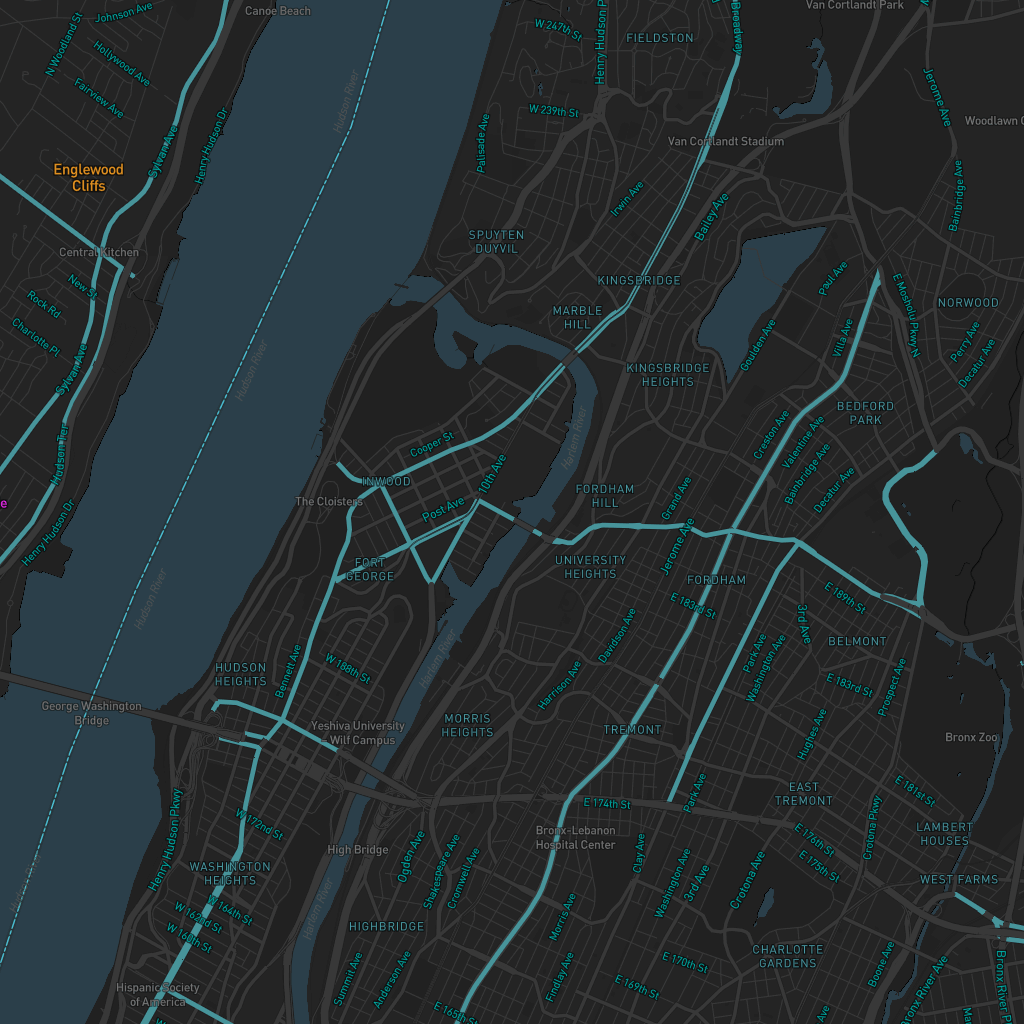 Johnson Ave
Canoe Beach
Van Cortlandt Park
N Woodland St
Hollywood Ave
Fairview Ave
W 247th St
Henry Hudson P
FIELDSTON
Broadway
Hudson River
Jerome Ave
W 239th St
Woodlawn C
Palisade Ave
Sylvan Ave
Henry Hudson Dr
Van Cortlandt Stadium
Englewood
Cliffs
Irwin Ave
Bailey Ave
Bainbridge Ave
SPUYTEN
DUYVIL
Central Kitchen
New St
KINGSBRIDGE
Paul Ave
E Mosholu Pkwy N
NORWOOD
Rock Rd
Charlotte Pl
MARBLE
HILL
Goulden Ave
Villa Ave
Perry Ave
Decatur Ave
Sylvan Ave
Hudson River
KINGSBRIDGE
HEIGHTS
BEDFORD
PARK
Hudson Ter
Cooper St
Harlem River
Creston Ave
Valentine Ave
Bainbridge Ave
Decatur Ave
INWOOD
10th Ave
The Cloisters
Post Ave
FORDHAM
HILL
Grand Ave
Henry Hudson Dr
Jerome Ave
FORT
GEORGE
UNIVERSITY
HEIGHTS
FORDHAM
Hudson River
E 183rd St
E 189th St
3rd Ave
BELMONT
Davidson Ave
Park Ave
Washington Ave
Harlem River
HUDSON
HEIGHTS
Bennett Ave
W 188th St
Harrison Ave
E 183rd St
Prospect Ave
George Washington
Bridge
Yeshiva University
- Wilf Campus
MORRIS
HEIGHTS
TREMONT
Hughes Ave
Bronx Zoo
E 174th St
Park Ave
EAST
TREMONT
E 181st St
Henry Hudson Pkwy
W 172nd St
High Bridge
Bronx-Lebanon
Hospital Center
E 176th St
E 175th St
Crotona Pkwy
LAMBERT
HOUSES
WASHINGTON
HEIGHTS
Ogden Ave
Shakespeare Ave
Cromwell Ave
Clay Ave
Washington Ave
3rd Ave
Crotona Ave
WEST FARMS
W 164th St
W 162nd St
W 160th St
Harlem River
HIGHBRIDGE
Morris Ave
CHARLOTTE
GARDENS
Boone Ave
Summit Ave
Anderson Ave
Findlay Ave
E 170th St
E 169th St
Hispanic Society
of America
E 165th St
Bronx River Ave
Bronx River P